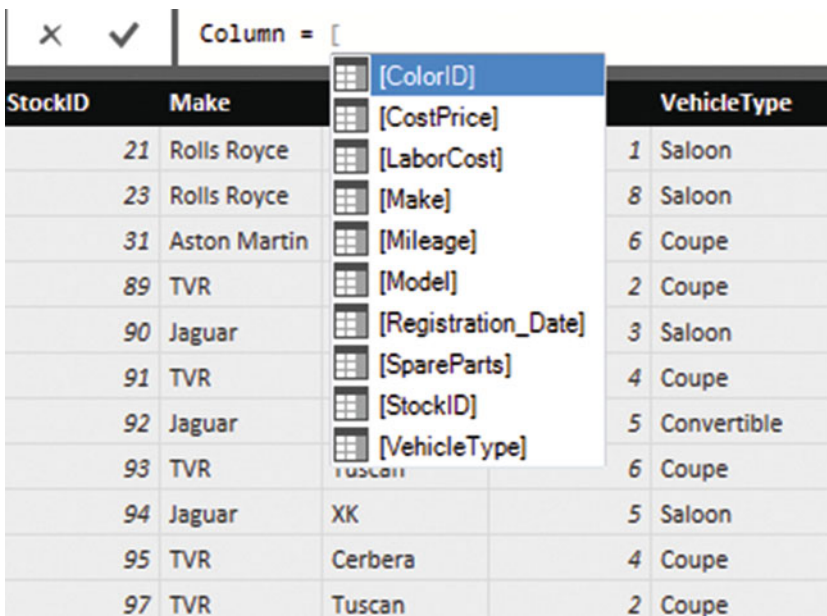 Column = [
StockID Make [ColorID] VehicleType
[CostPrice]
21 Rolls Royce [LaborCost] 1 Saloon
23 Rolls Royce [Make] 8 Saloon
31 Aston Martin [Mileage] 6 Coupe
89 TVR [Model] 2 Coupe
90 Jaguar [Registration_Date] 3 Saloon
91 TVR [SpareParts] 4 Coupe
92 Jaguar [StockID] 5 Convertible
[VehicleType]
93 TVR Tuscan 6 Coupe
94 Jaguar XK 5 Saloon
95 TVR Cerbera 4 Coupe
97 TVR Tuscan 2 Coupe